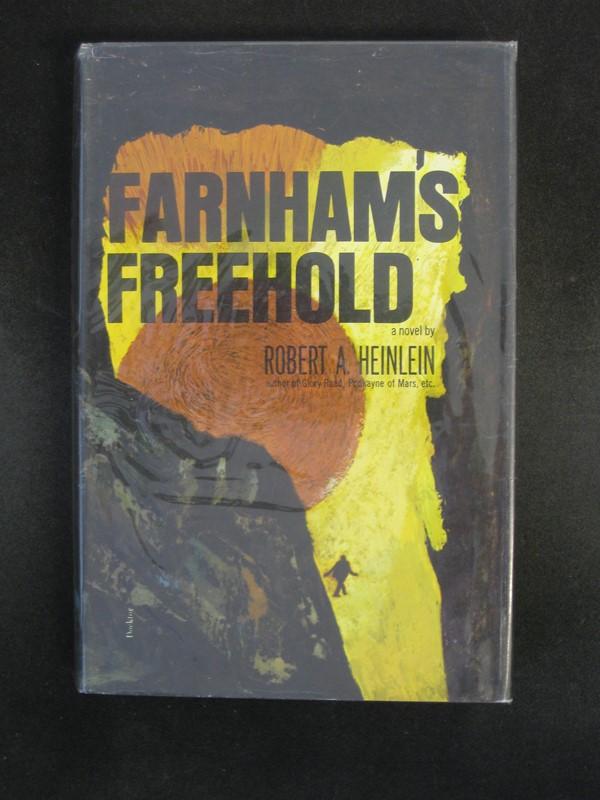 FARNHAM'S
FREEHOLD
a novel by
ROBERT A. HEINLEIN
author of Glory Road, Podkayne of Mars, etc.